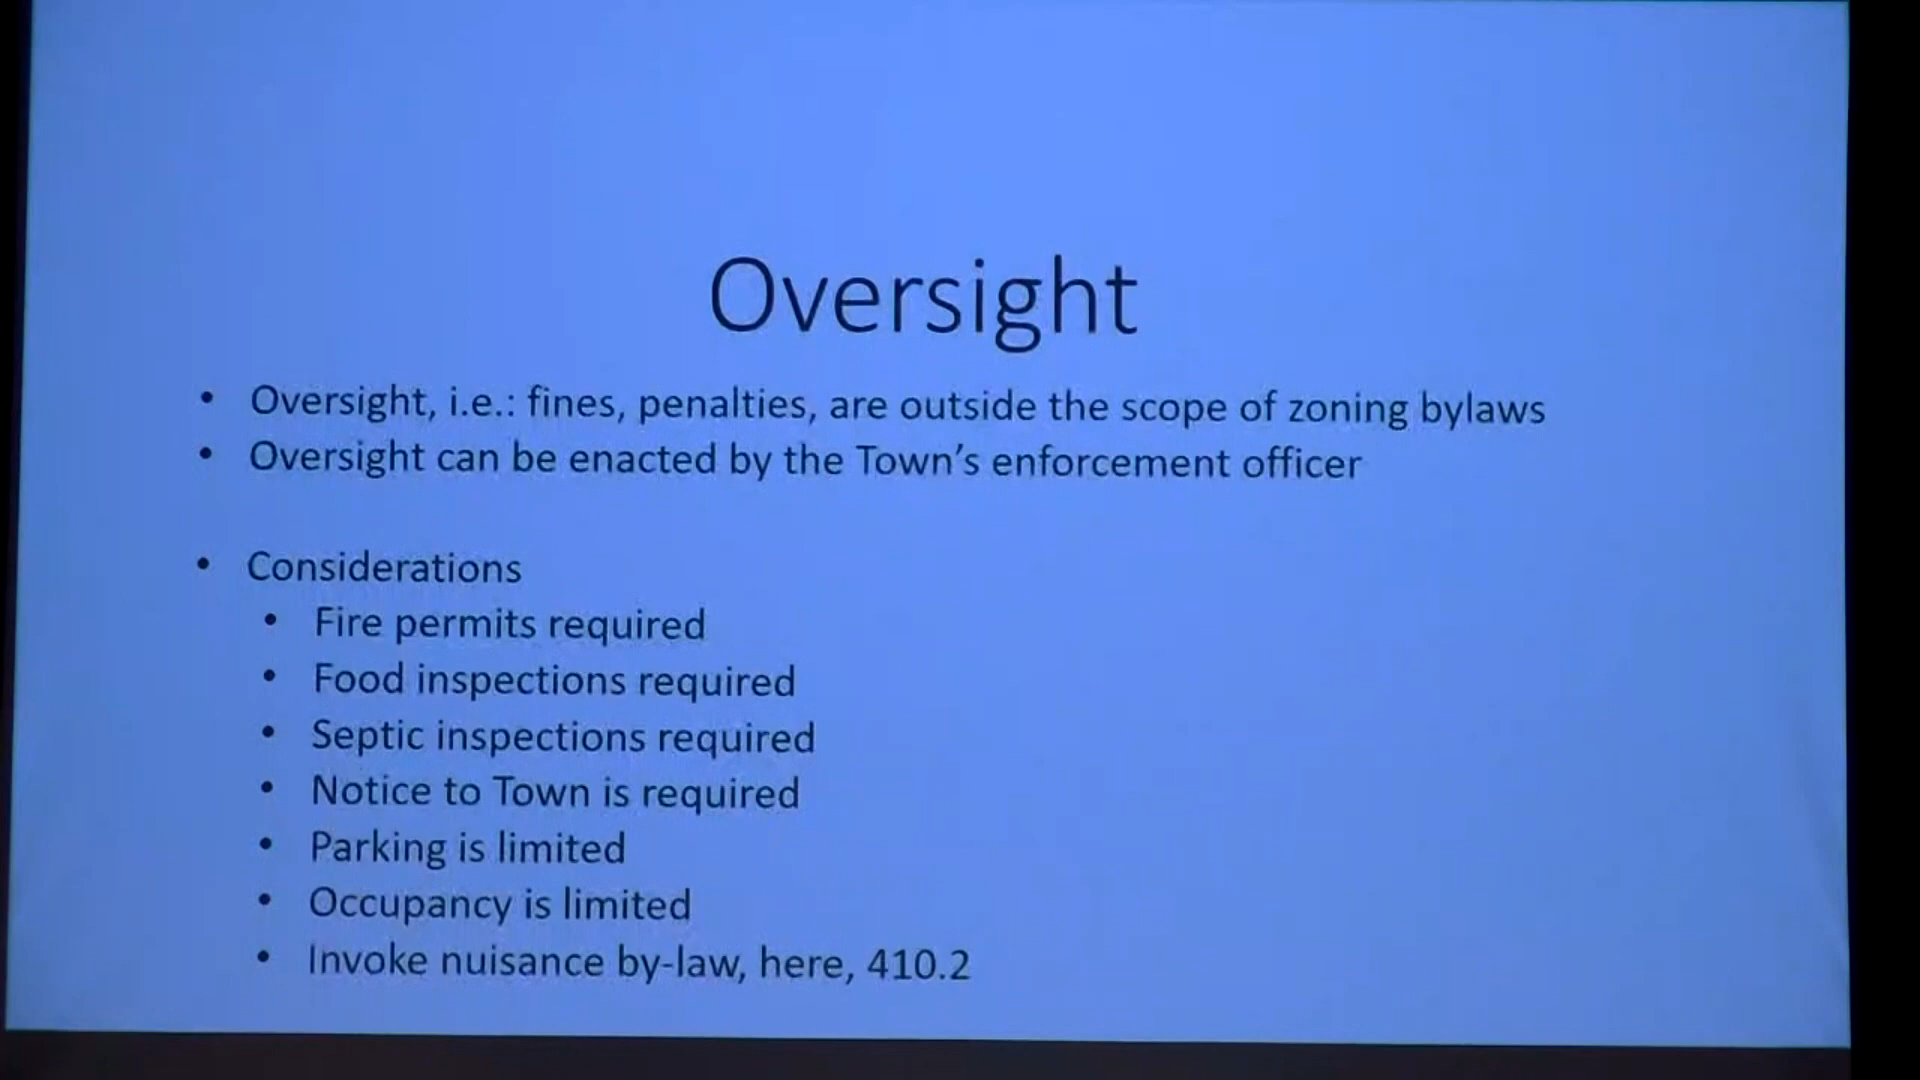 Oversight
• Oversight, i.e.: fines, penalties, are outside the scope of zoning bylaws
• Oversight can be enacted by the Town’s enforcement officer
• Considerations
• Fire permits required
• Food inspections required
• Septic inspections required
• Notice to Town is required
• Parking is limited
• Occupancy is limited
• Invoke nuisance by-law, here, 410.2